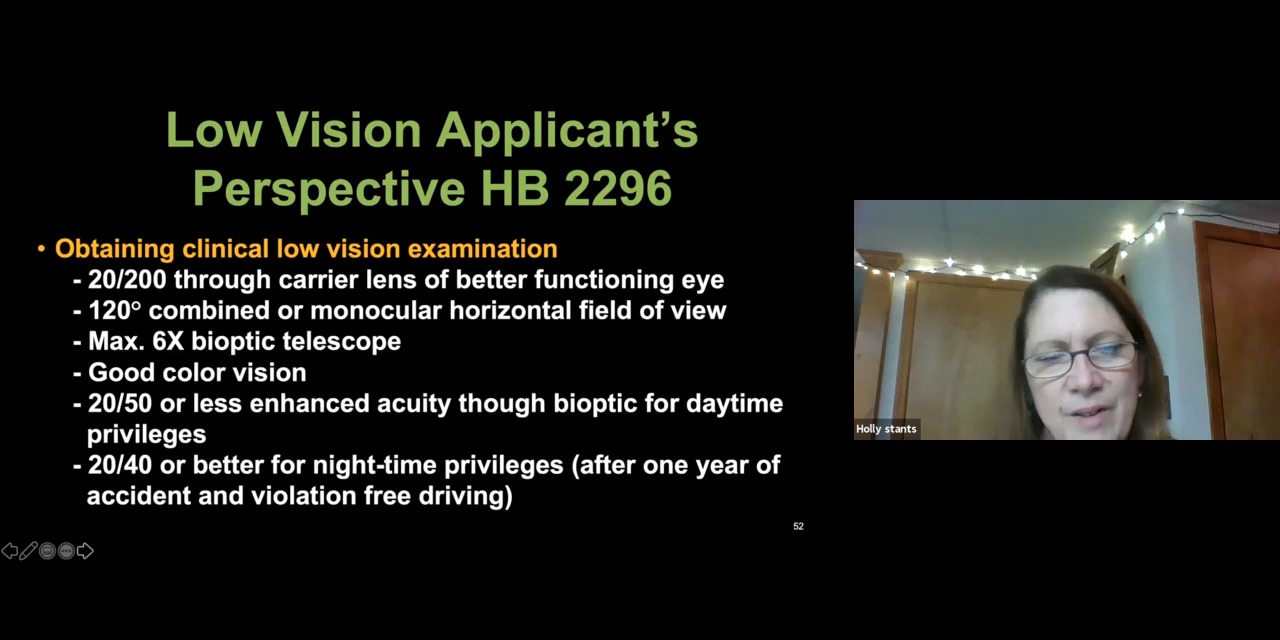 Low Vision Applicant's
Perspective HB 2296
• Obtaining clinical low vision examination
- 20/200 through carrier lens of better functioning eye
- 120° combined or monocular horizontal field of view
- Max. 6X bioptic telescope
- Good color vision
- 20/50 or less enhanced acuity though bioptic for daytime
privileges
- 20/40 or better for night-time privileges (after one year of
accident and violation free driving)
52
Holly stants